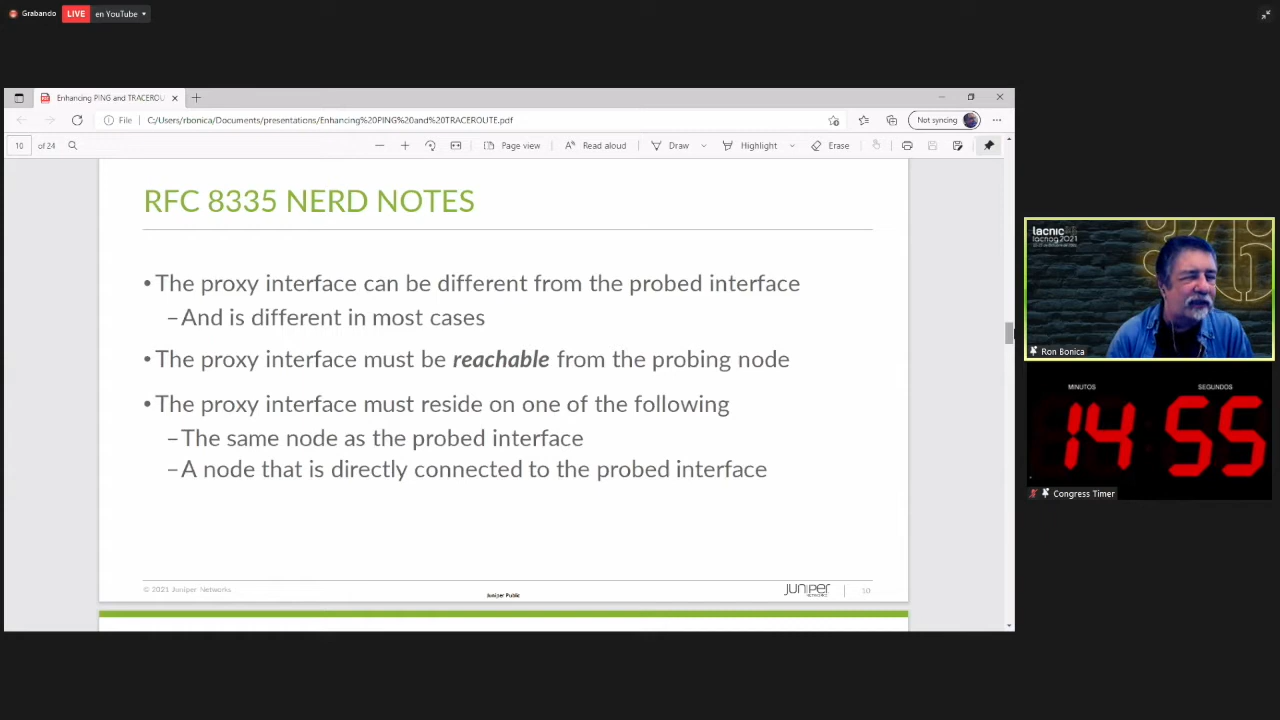 Grabando
LIVE
en YouTube
Enhancing PING and TRACEROU
File
C:/Users/rbonica/Documents/presentations/Enhancing%20PING%20and%20TRACEROUTE.pdf
Not syncing
10 of 24
Page view
Read aloud
Draw
Highlight
Erase
RFC 8335 NERD NOTES
•The proxy interface can be different from the probed interface
–And is different in most cases
•The proxy interface must be reachable from the probing node
•The proxy interface must reside on one of the following
–The same node as the probed interface
–A node that is directly connected to the probed interface
© 2021 Juniper Networks
Juniper Public
JUNIPER
NETWORKS
10
lacnic36
lacnog2021
Ron Bonica
MINUTOS
SEGUNDOS
14 55
Congress Timer